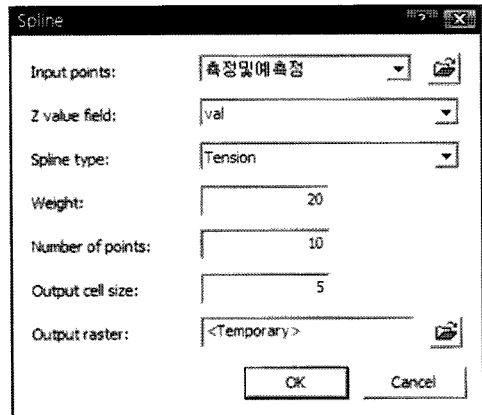 Spline
Input points: 측정및예측정
Z value field: val
Spline type: Tension
Weight: 20
Number of points: 10
Output cell size: 5
Output raster: <Temporary>
OK Cancel